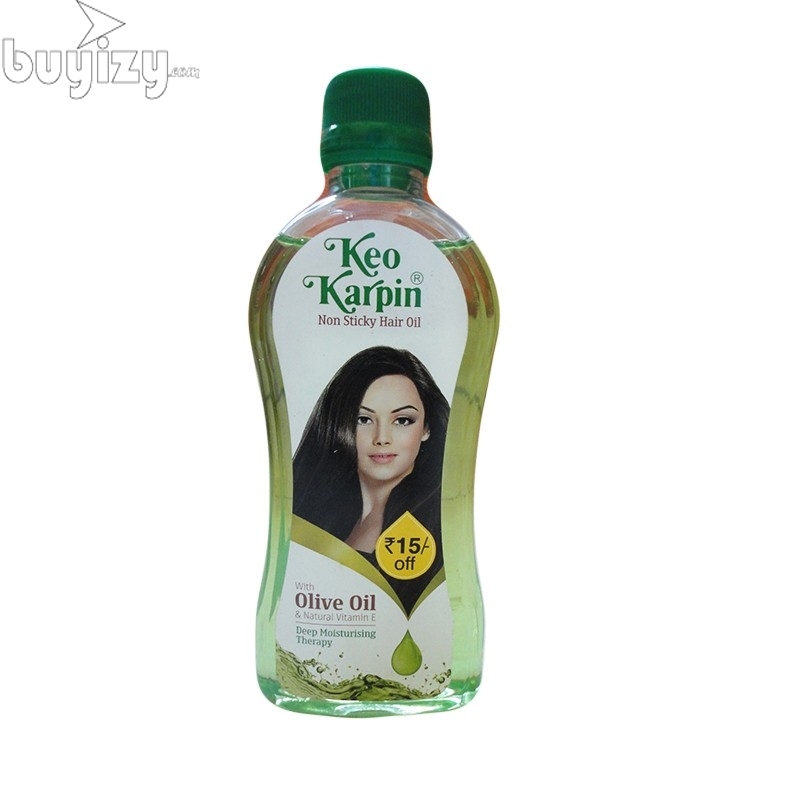 buyizy.com
Keo
Karpin®
Non Sticky Hair Oil
₹15/-
off
With
Olive Oil
& Natural Vitamin E
Deep Moisturising
Therapy